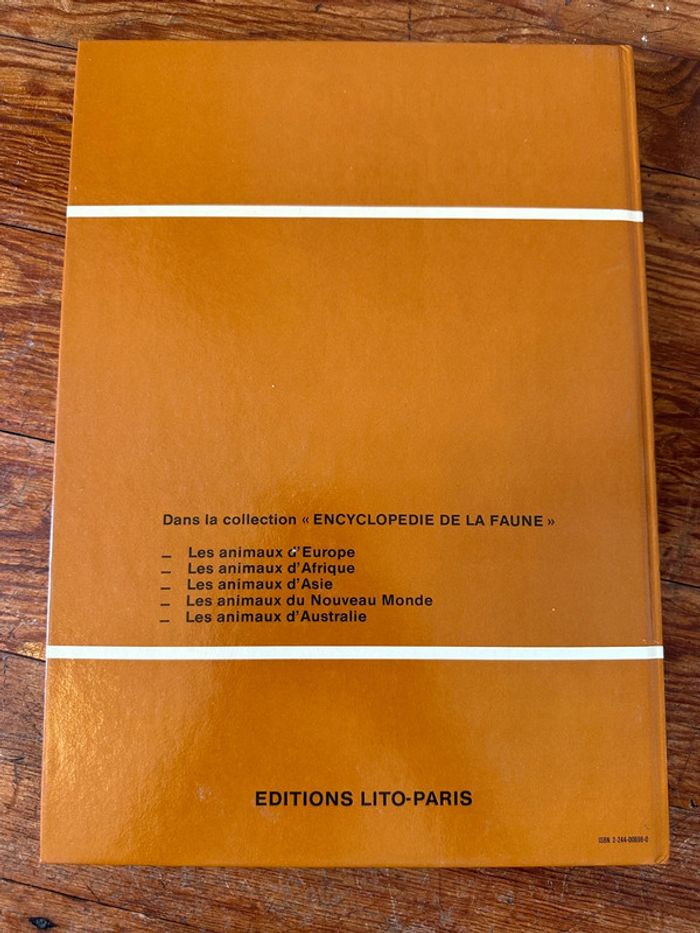 Dans la collection « ENCYCLOPEDIE DE LA FAUNE »
– Les animaux d'Europe
– Les animaux d'Afrique
– Les animaux d'Asie
– Les animaux du Nouveau Monde
– Les animaux d'Australie
EDITIONS LITO-PARIS
ISBN